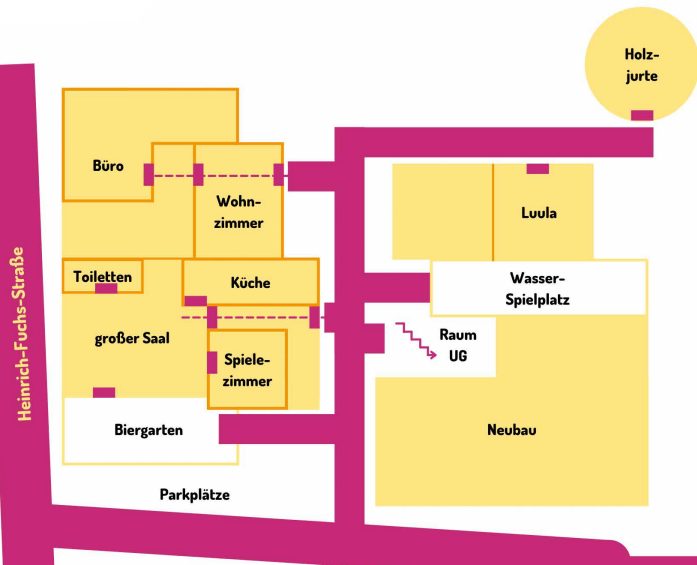 Holz-
jurte
Büro
Wohn-
zimmer
Luula
Toiletten
Küche
Wasser-
Spielplatz
großer Saal
Raum
UG
Spiele-
zimmer
Heinrich-Fuchs-Straße
Biergarten
Neubau
Parkplätze